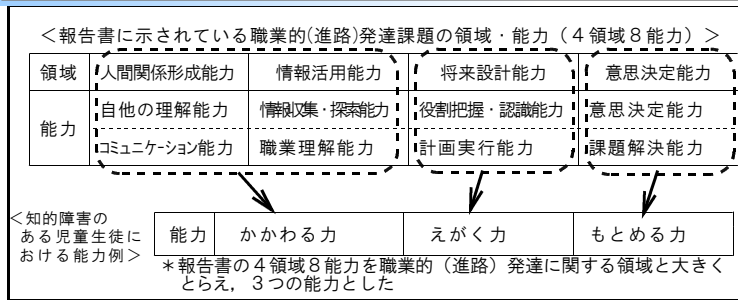 ＜報告書に示されている職業的(進路)発達課題の領域・能力（４領域８能力）＞
領域 人間関係形成能力 情報活用能力 将来設計能力 意思決定能力
能力 自他の理解能力 情報収集・探索能力 役割把握・認識能力 意思決定能力
コミュニケーション能力 職業理解能力 計画実行能力 課題解決能力
＜知的障害の
ある児童生徒に
おける能力例＞
能力 かかわる力 えがく力 もとめる力
＊報告書の４領域８能力を職業的（進路）発達に関する領域と大きく
とらえ，３つの能力とした